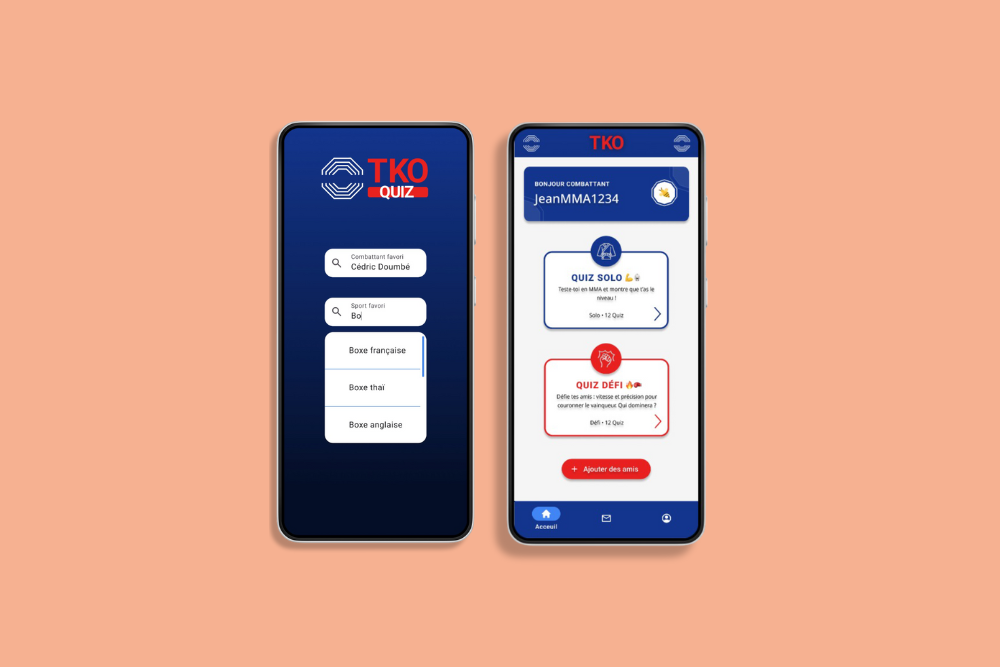 TKO
QUIZ
Combattant favori
Cédric Doumbé
Sport favori
Bo
Boxe française
Boxe thaï
Boxe anglaise
TKO
BONJOUR COMBATTANT
JeanMMA1234
QUIZ SOLO 💪🥋
Teste-toi en MMA et montre que t'as le
niveau !
Solo • 12 Quiz
QUIZ DÉFI 🔥🥊
Défie tes amis : vitesse et précision pour
couronner le vainqueur. Qui dominera ?
Défi • 12 Quiz
+ Ajouter des amis
Acceuil